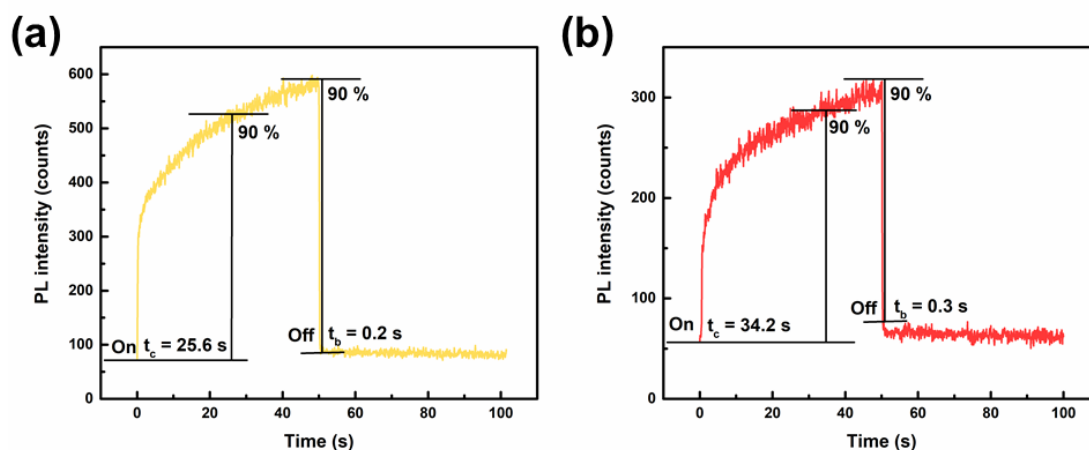 (a)
PL intensity (counts)
600
500
400
300
200
100
0
90 %
90 %
On
t_c = 25.6 s
Off
t_b = 0.2 s
0
20
40
60
80
100
Time (s)
(b)
PL intensity (counts)
300
200
100
0
90 %
90 %
On
t_c = 34.2 s
Off
t_b = 0.3 s
0
20
40
60
80
100
Time (s)